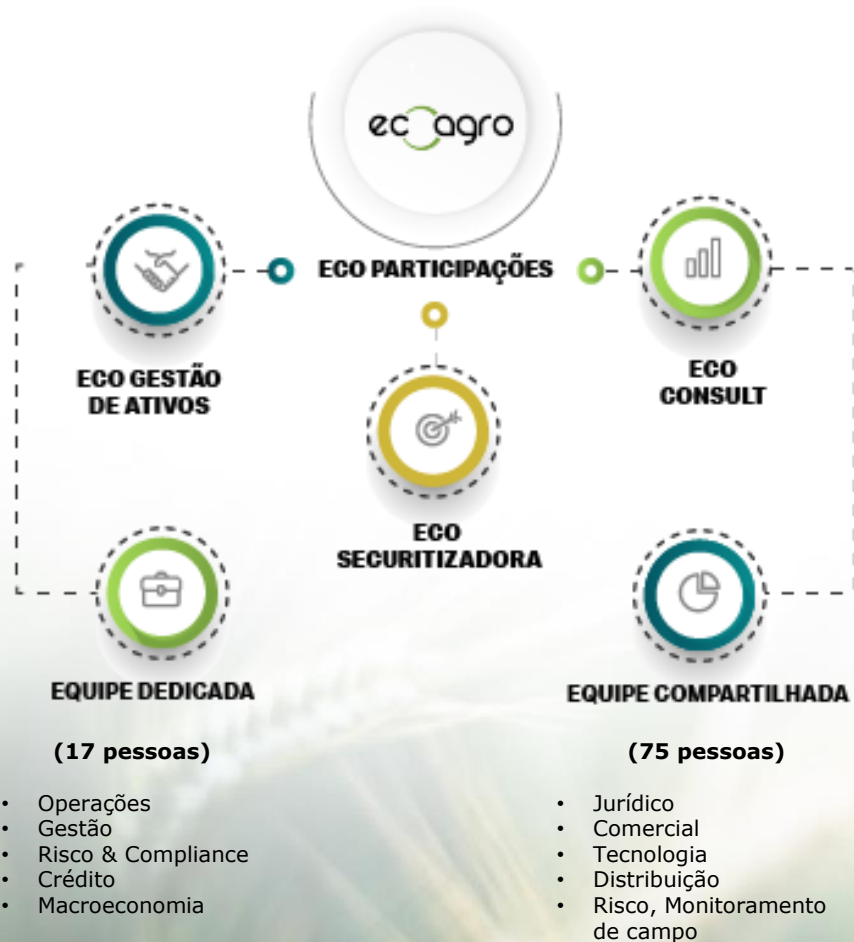 ecoagro
ECO PARTICIPAÇÕES
ECO GESTÃO
DE ATIVOS
ECO
CONSULT
ECO
SECURITIZADORA
EQUIPE DEDICADA
(17 pessoas)
• Operações
• Gestão
• Risco & Compliance
• Crédito
• Macroeconomia
EQUIPE COMPARTILHADA
(75 pessoas)
• Jurídico
• Comercial
• Tecnologia
• Distribuição
• Risco, Monitoramento
de campo